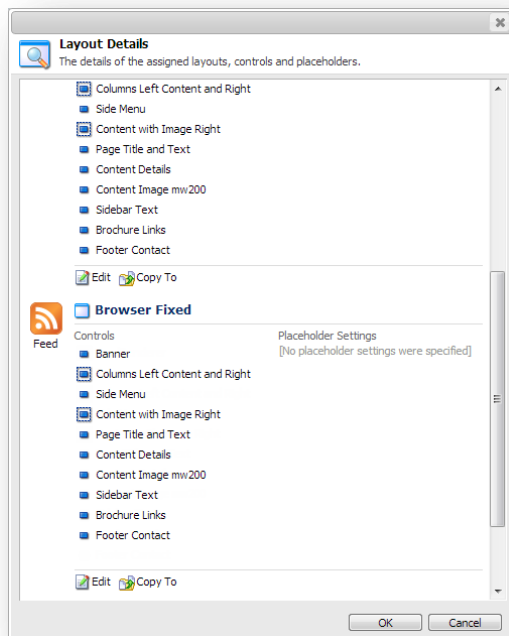 Layout Details
The details of the assigned layouts, controls and placeholders.
Columns Left Content and Right
Side Menu
Content with Image Right
Page Title and Text
Content Details
Content Image mw200
Sidebar Text
Brochure Links
Footer Contact
Edit Copy To
Browser Fixed
Feed
Controls Placeholder Settings
Banner [No placeholder settings were specified]
Columns Left Content and Right
Side Menu
Content with Image Right
Page Title and Text
Content Details
Content Image mw200
Sidebar Text
Brochure Links
Footer Contact
Edit Copy To
OK Cancel